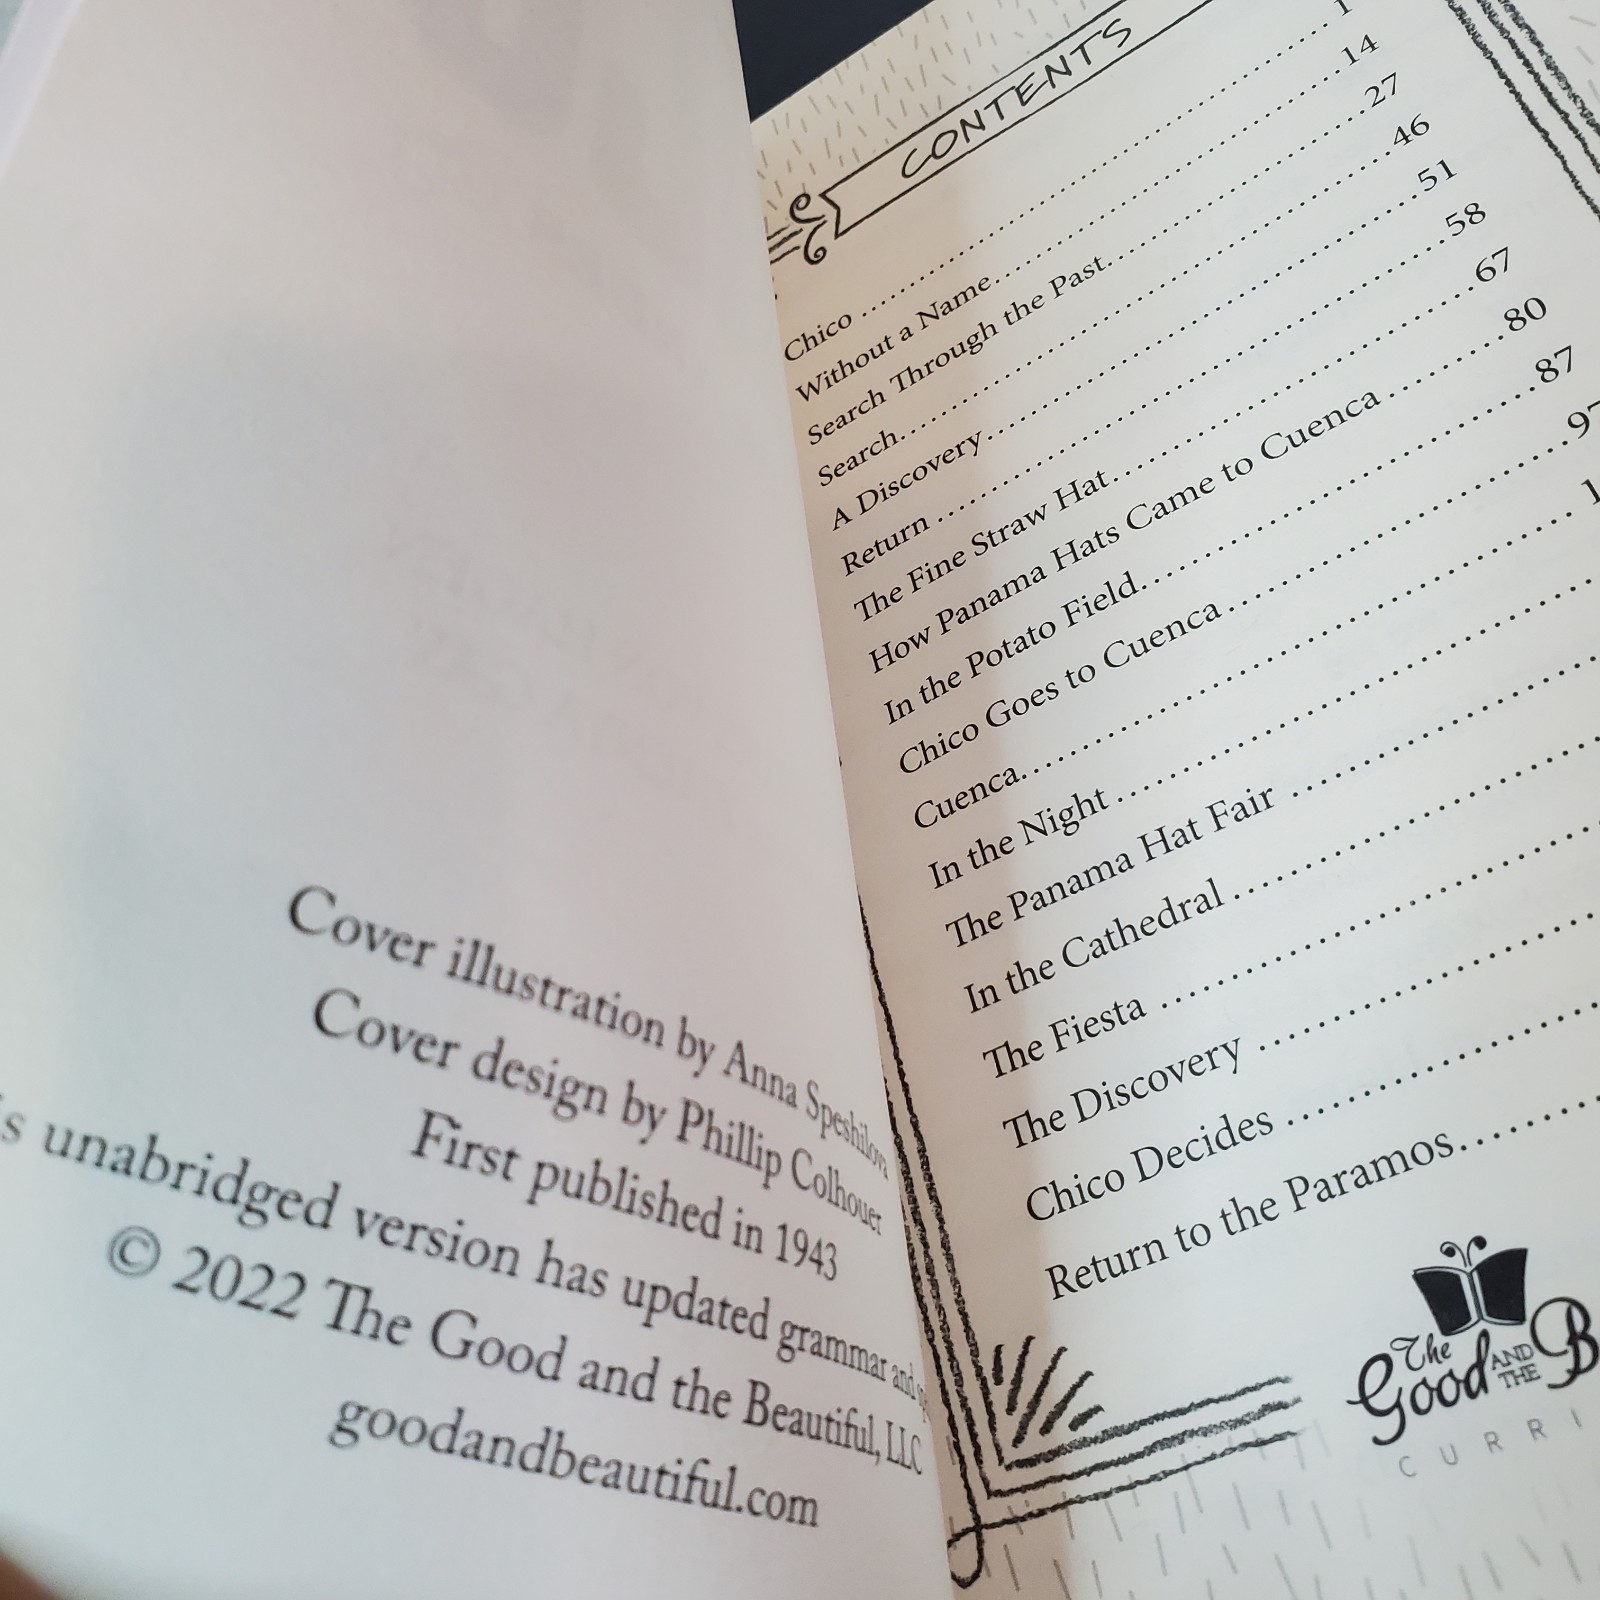 Cover illustration by Anna Speshilova
Cover design by Phillip Colhouer
First published in 1943
unabridged version has updated grammar and
© 2022 The Good and the Beautiful, LLC
goodandbeautiful.com
CONTENTS
Chico ........ 1
Without a Name ........ 14
Search Through the Past ........ 27
Search ........ 46
A Discovery ........ 51
Return ........ 58
The Fine Straw Hat ........ 67
How Panama Hats Came to Cuenca ........ 80
In the Potato Field ........ 87
Chico Goes to Cuenca ........ 97
Cuenca ........
In the Night ........
The Panama Hat Fair ........
In the Cathedral ........
The Fiesta ........
The Discovery ........
Chico Decides ........
Return to the Paramos ........
The
Good AND THE B
CURRI